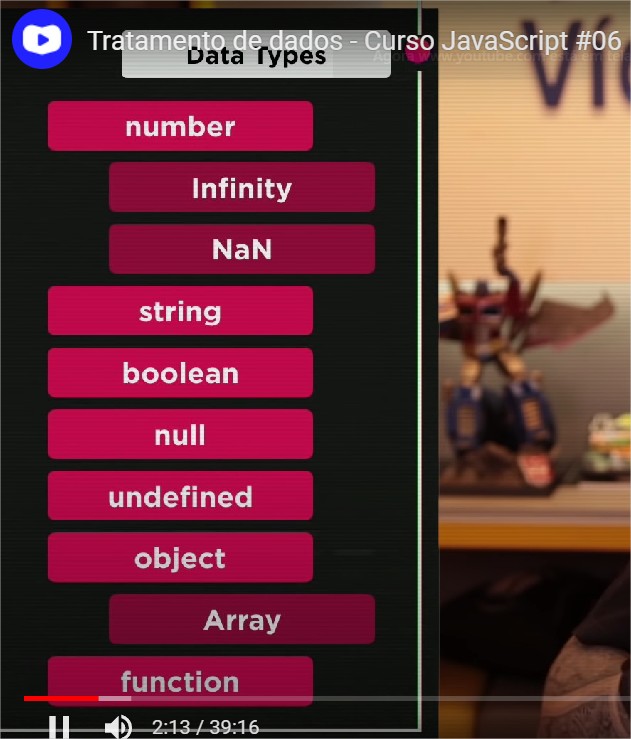 Tratamento de dados - Curso JavaScript #06
Data Types
number
Infinity
NaN
string
boolean
null
undefined
object
Array
function
2:13 / 39:16